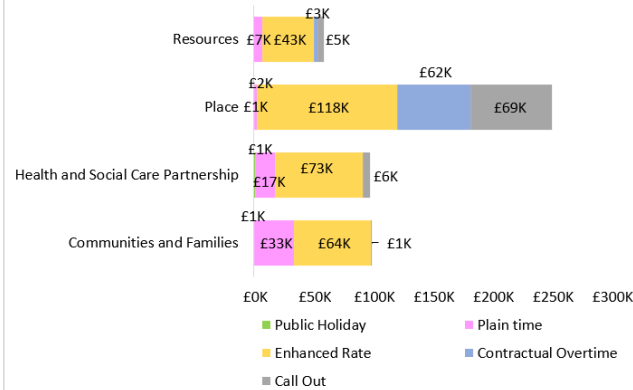 £3K
Resources £7K £43K £5K
£62K
£2K
Place £1K £118K £69K
£1K
£73K
Health and Social Care Partnership £17K £6K
£1K
Communities and Families £33K £64K £1K
£0K £50K £100K £150K £200K £250K £300K
Public Holiday Plain time
Enhanced Rate Contractual Overtime
Call Out